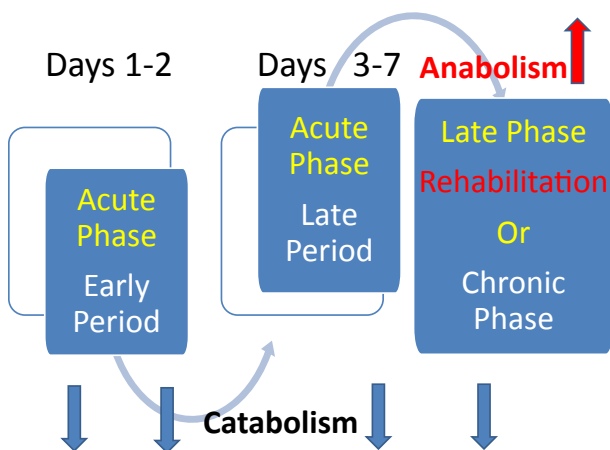 Days 1-2
Days 3-7
Anabolism
Acute
Phase
Early
Period
Acute
Phase
Late
Period
Late Phase
Rehabilitation
Or
Chronic
Phase
Catabolism